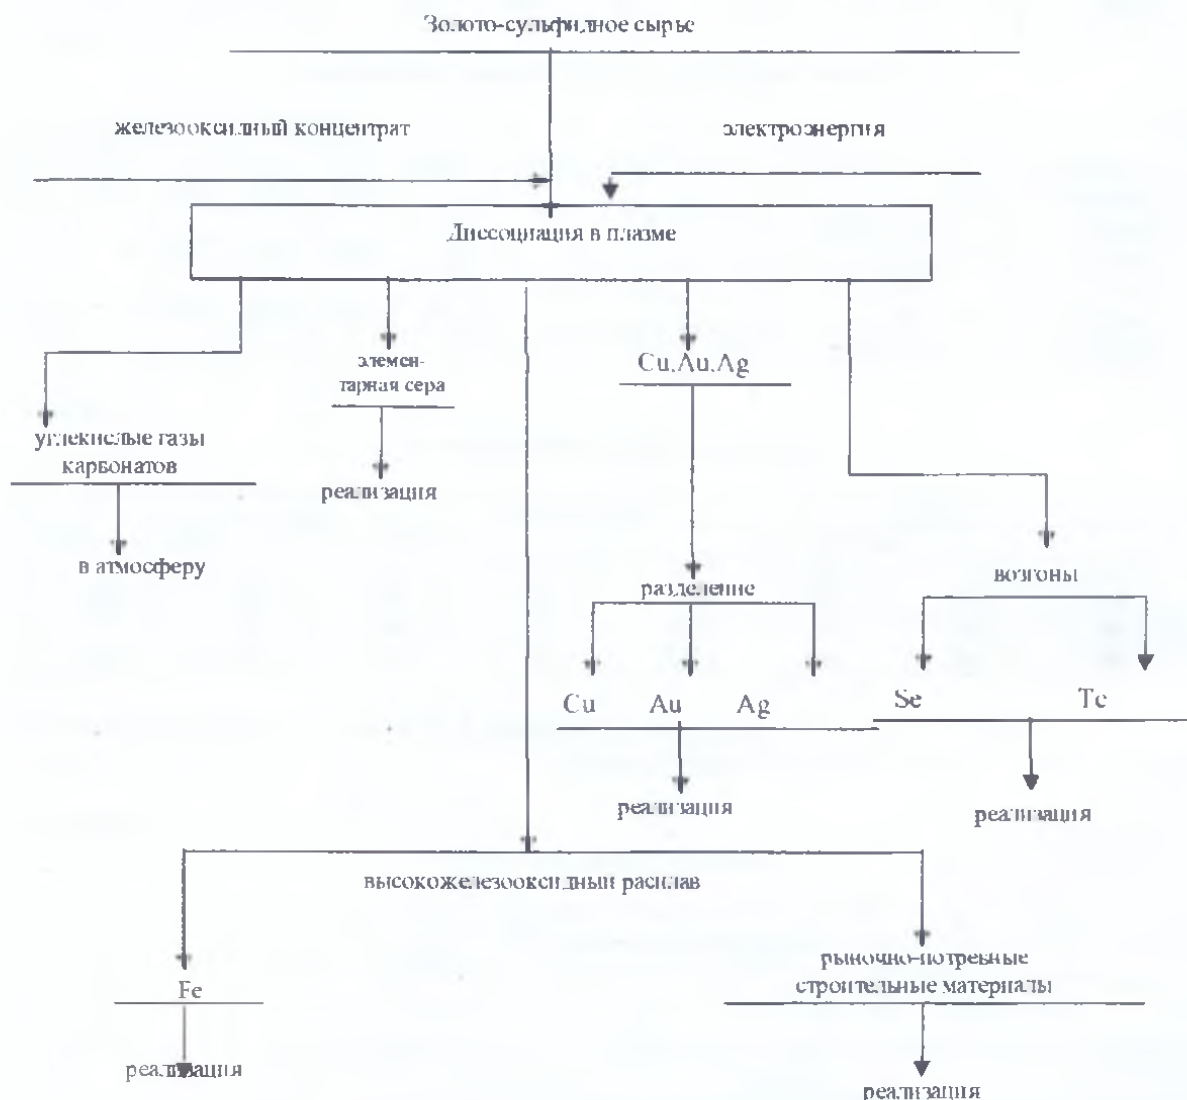 Золото-сульфидное сырье
железооксидный концентрат
электроэнергия
Диссоциация в плазме
элемен-
тарная сера
Cu,Au,Ag
углекислые газы
карбонатов
реализация
в атмосферу
разделение
возгоны
Cu Au Ag
Se Te
реализация
реализация
высокожелезооксидный расплав
Fe
рыночно-потребные
строительные материалы
реализация
реализация